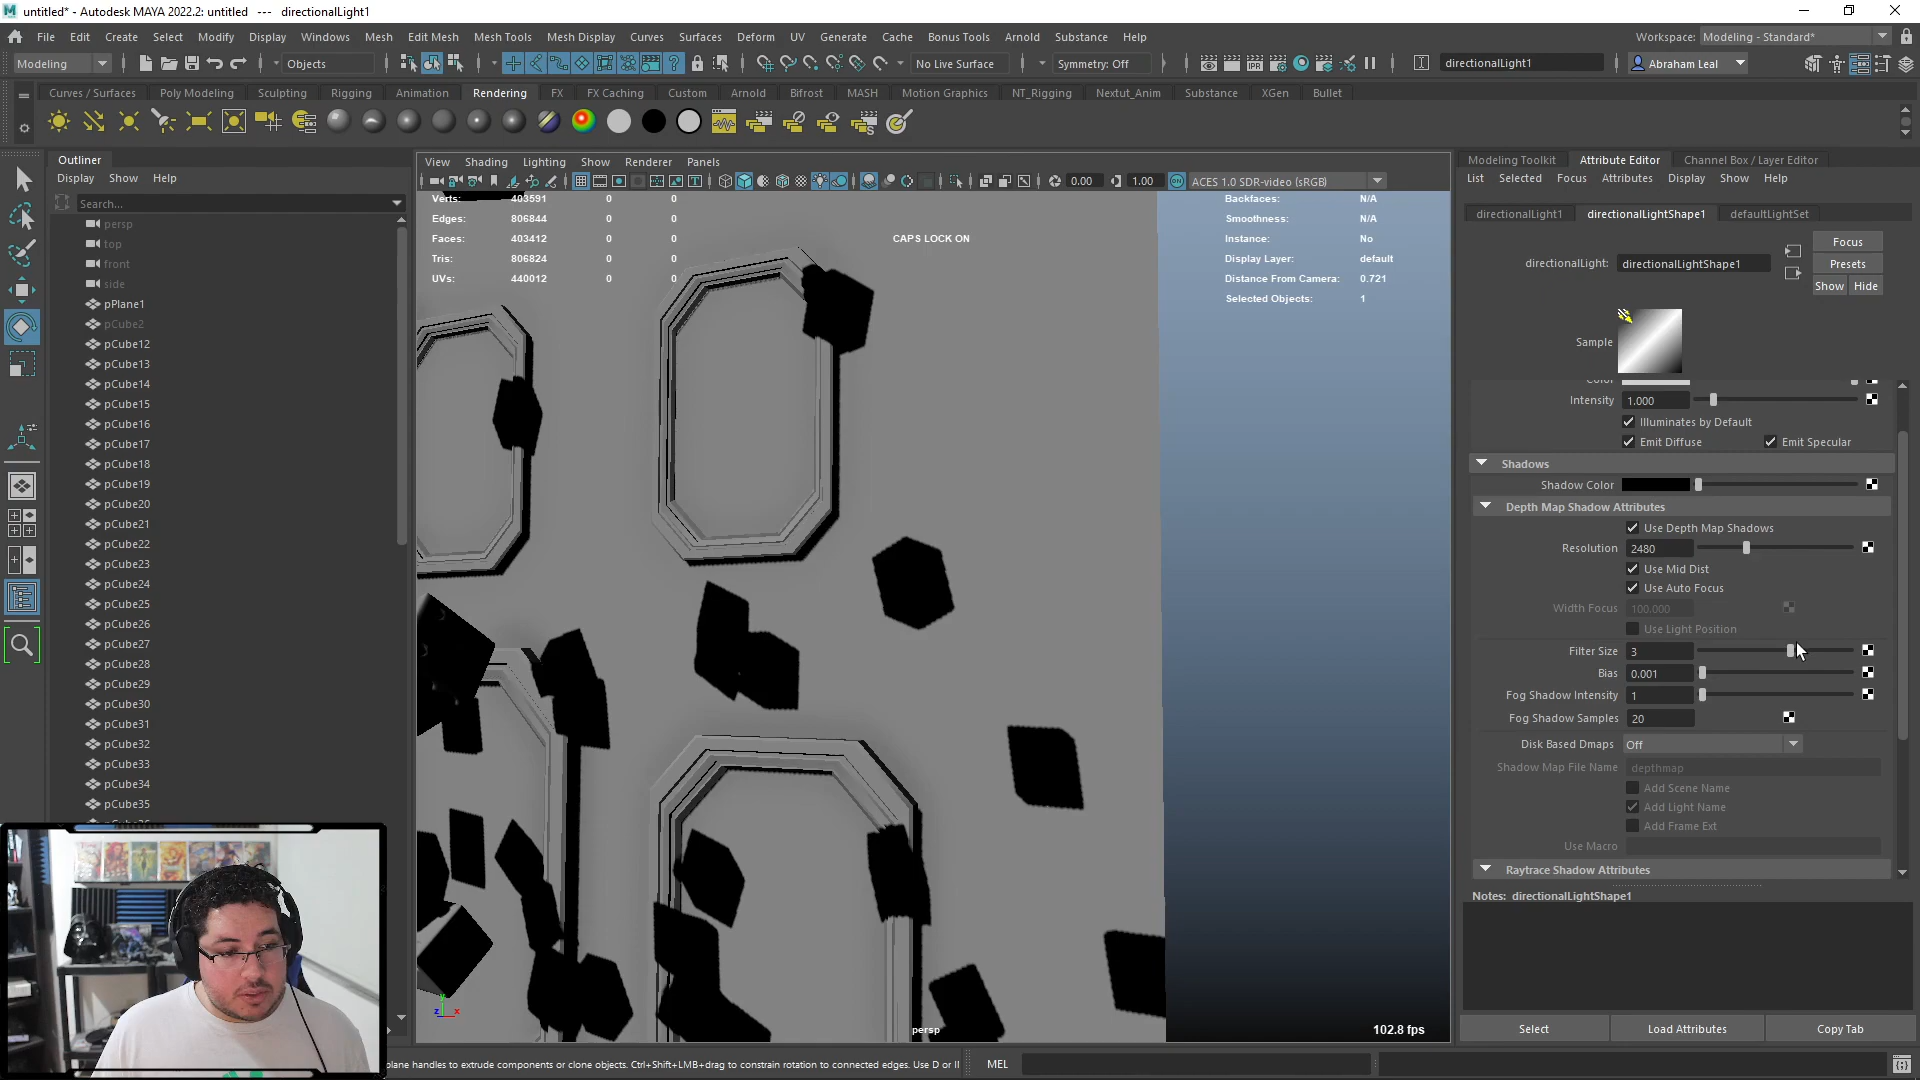 untitled* - Autodesk MAYA 2022.2: untitled --- directionalLight1
File Edit Create Select Modify Display Windows Mesh Edit Mesh Mesh Tools Mesh Display Curves Surfaces Deform UV Generate Cache Bonus Tools Arnold Substance Help
Workspace: Modeling - Standard*
Modeling Objects No Live Surface Symmetry: Off directionalLight1 Abraham Leal
Curves / Surfaces Poly Modeling Sculpting Rigging Animation Rendering FX FX Caching Custom Arnold Bifrost MASH Motion Graphics NT_Rigging Nextut_Anim Substance XGen Bullet
Outliner
Display Show Help
Search...
persp
top
front
side
pPlane1
pCube2
pCube12
pCube13
pCube14
pCube15
pCube16
pCube17
pCube18
pCube19
pCube20
pCube21
pCube22
pCube23
pCube24
pCube25
pCube26
pCube27
pCube28
pCube29
pCube30
pCube31
pCube32
pCube33
pCube34
pCube35
View Shading Lighting Show Renderer Panels
0.00 1.00 ACES 1.0 SDR-video (sRGB)
Verts: 403591 0 0
Edges: 806844 0 0
Faces: 403412 0 0
Tris: 806824 0 0
UVs: 440012 0 0
CAPS LOCK ON
Backfaces: N/A
Smoothness: N/A
Instance: No
Display Layer: default
Distance From Camera: 0.721
Selected Objects: 1
y
z x
persp
102.8 fps
Modeling Toolkit Attribute Editor Channel Box / Layer Editor
List Selected Focus Attributes Display Show Help
directionalLight1 directionalLightShape1 defaultLightSet
directionalLight: directionalLightShape1
Focus
Presets
Show Hide
Sample
Color
Intensity 1.000
Illuminates by Default
Emit Diffuse Emit Specular
Shadows
Shadow Color
Depth Map Shadow Attributes
Use Depth Map Shadows
Resolution 2480
Use Mid Dist
Use Auto Focus
Width Focus 100.000
Use Light Position
Filter Size 3
Bias 0.001
Fog Shadow Intensity 1
Fog Shadow Samples 20
Disk Based Dmaps Off
Shadow Map File Name depthmap
Add Scene Name
Add Light Name
Add Frame Ext
Use Macro
Raytrace Shadow Attributes
Notes: directionalLightShape1
Select Load Attributes Copy Tab
plane handles to extrude components or clone objects. Ctrl+Shift+LMB+drag to constrain rotation to connected edges. Use D or II
MEL